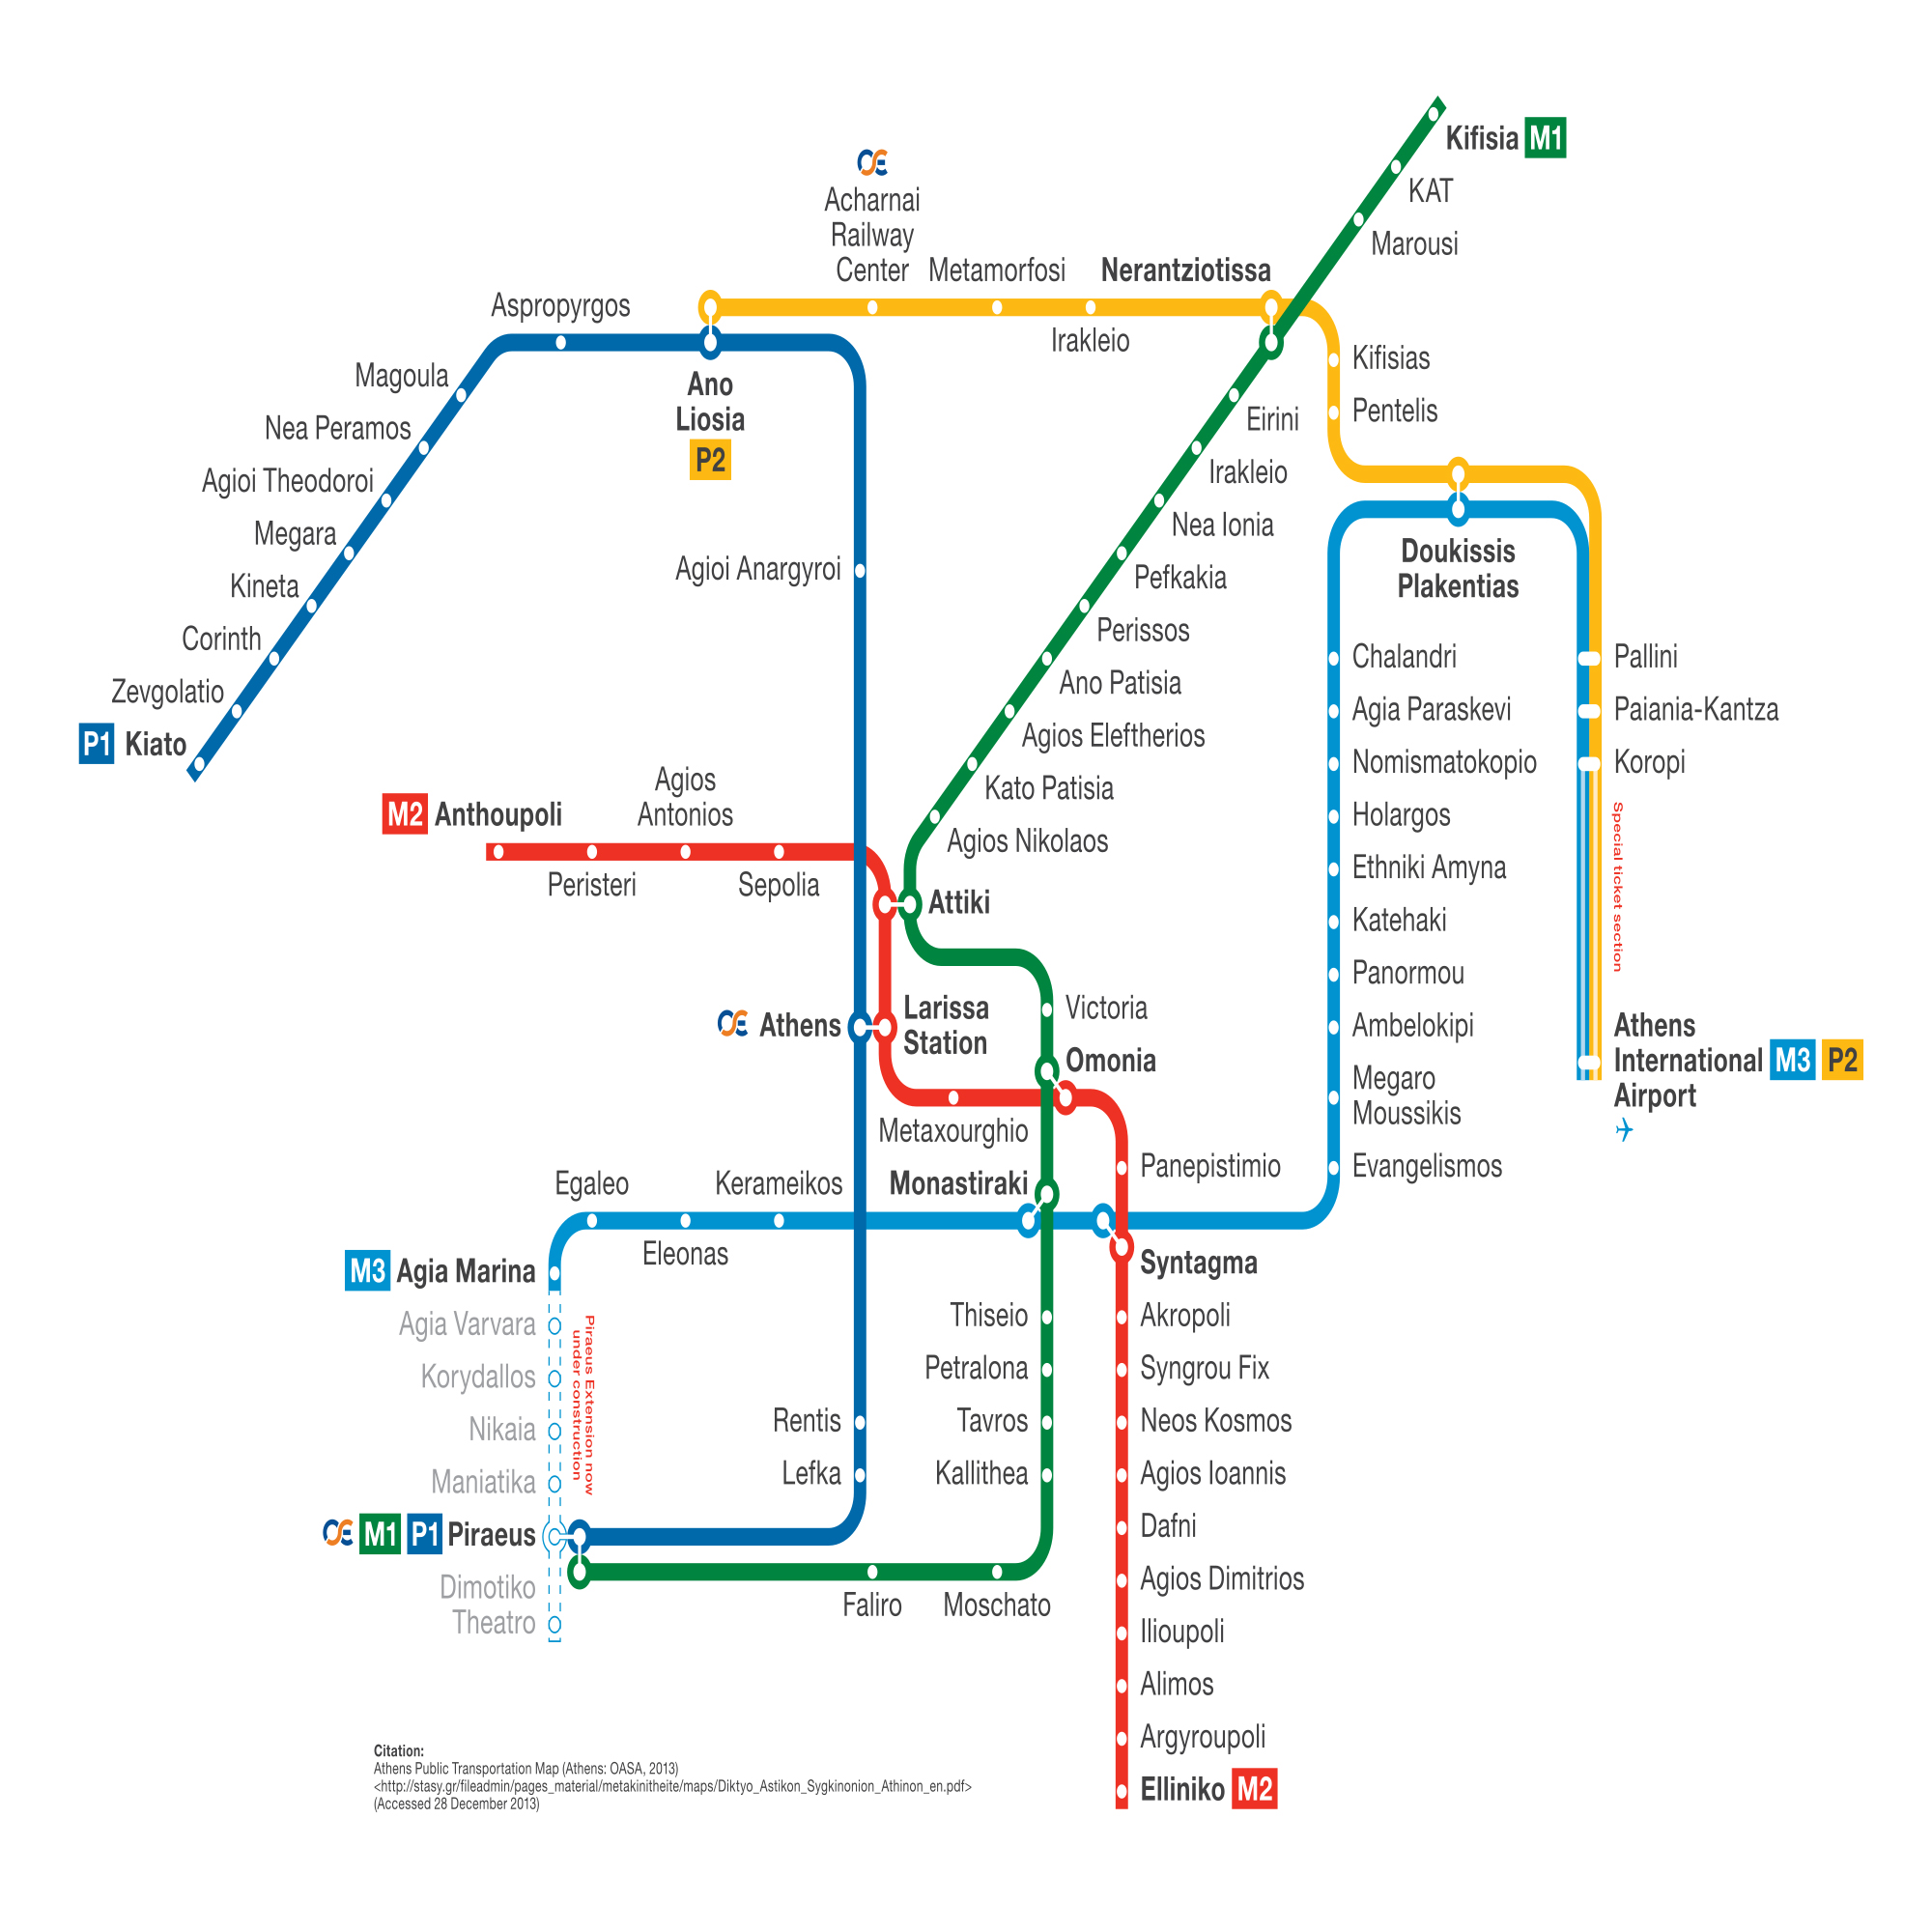 Kifisia M1
KAT
Marousi
OSE
Acharnai
Railway
Center
Metamorfosi
Nerantziotissa
Irakleio
Aspropyrgos
Magoula
Nea Peramos
Agioi Theodoroi
Megara
Kineta
Corinth
Zevgolatio
P1 Kiato
Ano
Liosia
P2
Agioi Anargyroi
Kifisias
Pentelis
Eirini
Irakleio
Nea Ionia
Pefkakia
Perissos
Ano Patisia
Agios Eleftherios
Kato Patisia
Agios Nikolaos
Doukissis
Plakentias
Chalandri
Agia Paraskevi
Nomismatokopio
Holargos
Ethniki Amyna
Katehaki
Panormou
Ambelokipi
Megaro
Moussikis
Evangelismos
Pallini
Paiania-Kantza
Koropi
Special ticket section
Athens
International M3 P2
Airport
M2 Anthoupoli
Agios
Antonios
Peristeri
Sepolia
Attiki
OSE Athens
Larissa
Station
Victoria
Omonia
Metaxourghio
Panepistimio
Egaleo
Kerameikos
Monastiraki
Eleonas
Syntagma
M3 Agia Marina
Agia Varvara
Korydallos
Nikaia
Maniatika
Piraeus Extension now
under construction
OSE M1 P1 Piraeus
Dimotiko
Theatro
Rentis
Lefka
Thiseio
Petralona
Tavros
Kallithea
Faliro
Moschato
Akropoli
Syngrou Fix
Neos Kosmos
Agios Ioannis
Dafni
Agios Dimitrios
Ilioupoli
Alimos
Argyroupoli
Elliniko M2
Citation:
Athens Public Transportation Map (Athens: OASA, 2013)
<http://stasy.gr/fileadmin/pages_material/metakinitheite/maps/Diktyo_Astikon_Sygkinonion_Athinon_en.pdf>
(Accessed 28 December 2013)